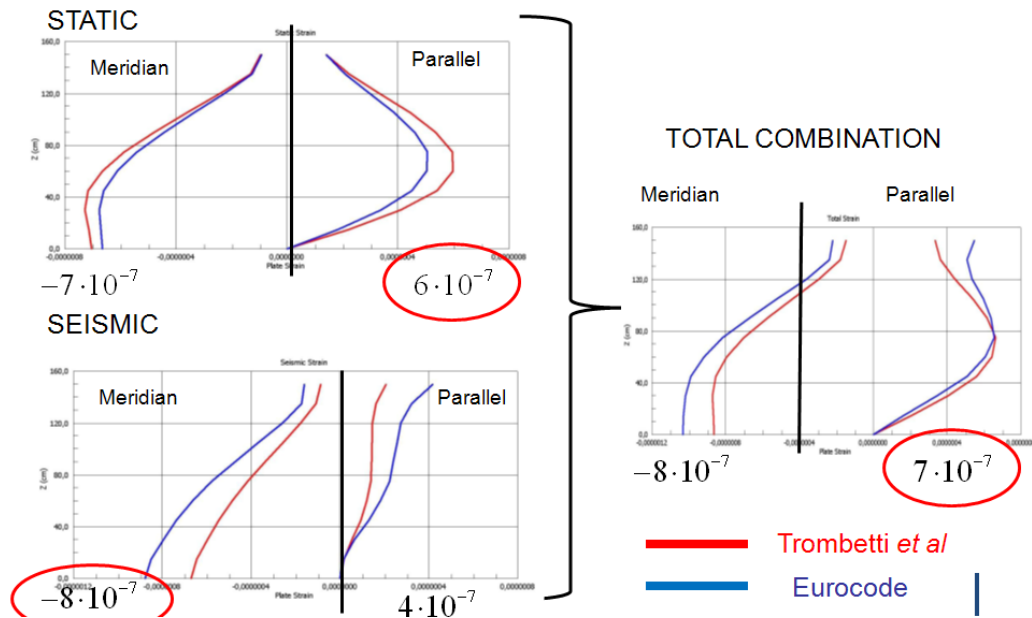 STATIC
Static Strain
160,0
Meridian
Parallel
120,0
80,0
Z (cm)
40,0
0,0
-0,0000008
-0,0000004
0,0000000
0,0000004
0,0000008
Plate Strain
−7·10⁻⁷
6·10⁻⁷
SEISMIC
Seismic Strain
160,0
Meridian
Parallel
120,0
80,0
Z (cm)
40,0
0,0
-0,0000012
-0,0000008
-0,0000004
0,0000000
0,0000004
0,0000008
Plate Strain
−8·10⁻⁷
4·10⁻⁷
TOTAL COMBINATION
Meridian
Parallel
Total Strain
160,0
120,0
80,0
Z (cm)
40,0
0,0
-0,0000012
-0,0000008
-0,0000004
0,0000000
0,0000004
Plate Strain
−8·10⁻⁷
7·10⁻⁷
Trombetti et al
Eurocode